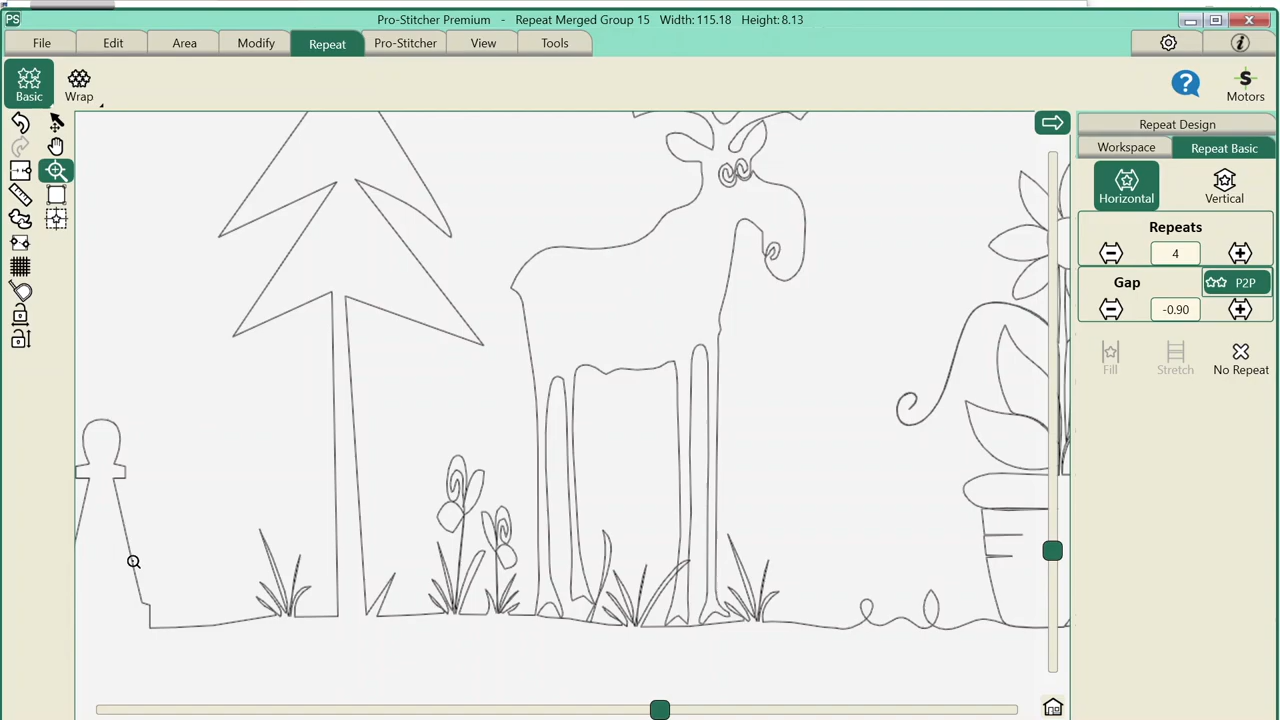 PS Pro-Stitcher Premium - Repeat Merged Group 15 Width: 115.18 Height: 8.13
File Edit Area Modify Repeat Pro-Stitcher View Tools
Basic Wrap ? Motors
Repeat Design
Workspace Repeat Basic
Horizontal Vertical
Repeats
4
Gap P2P
-0.90
Fill Stretch No Repeat